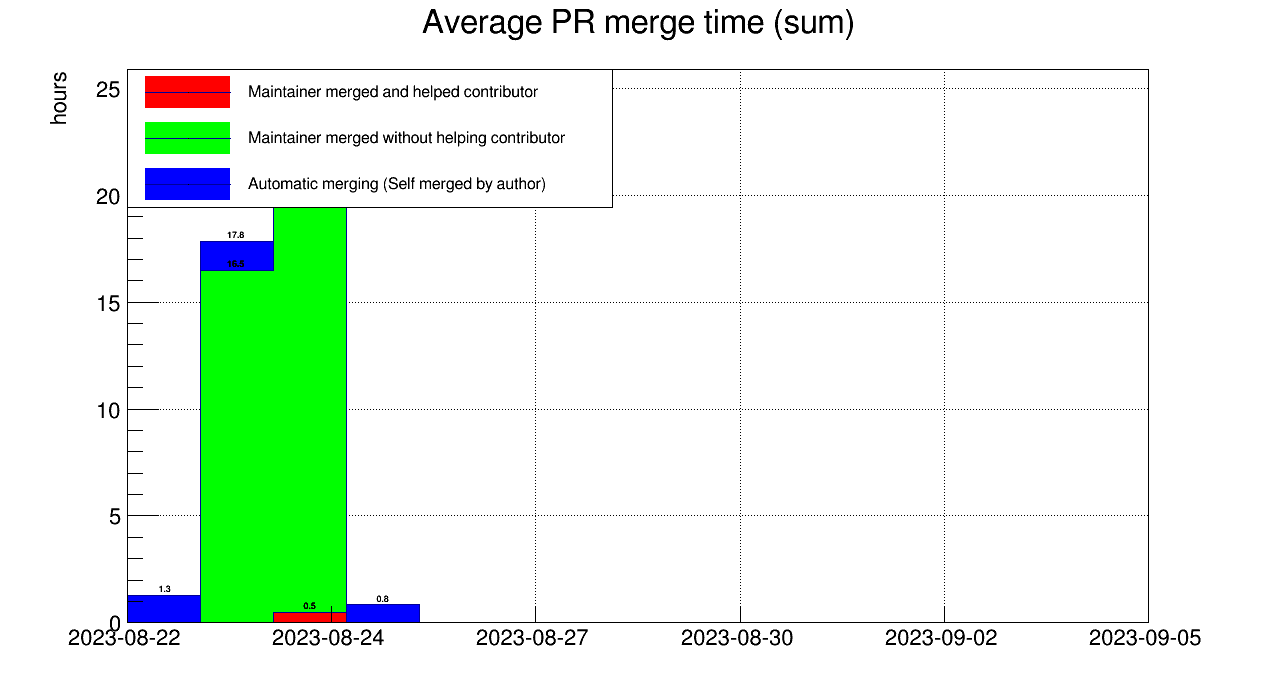 Average PR merge time (sum)
hours
25
20
15
10
5
0
Maintainer merged and helped contributor
Maintainer merged without helping contributor
Automatic merging (Self merged by author)
17.8
16.5
1.3
0.5
0.8
2023-08-22 2023-08-24 2023-08-27 2023-08-30 2023-09-02 2023-09-05